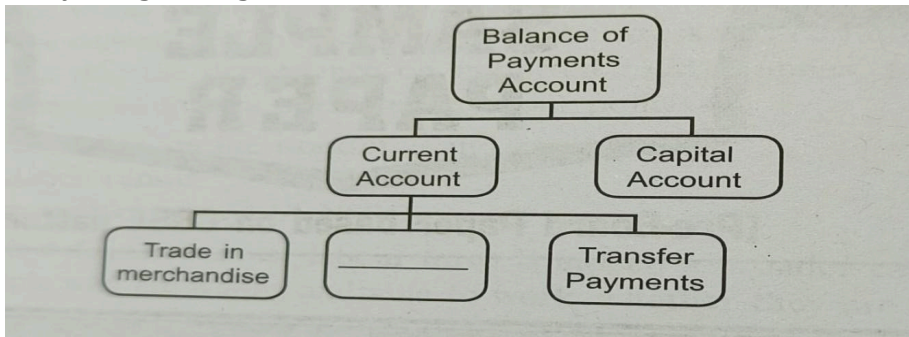 Balance of
Payments
Account
Current
Account
Capital
Account
Trade in
merchandise
Transfer
Payments